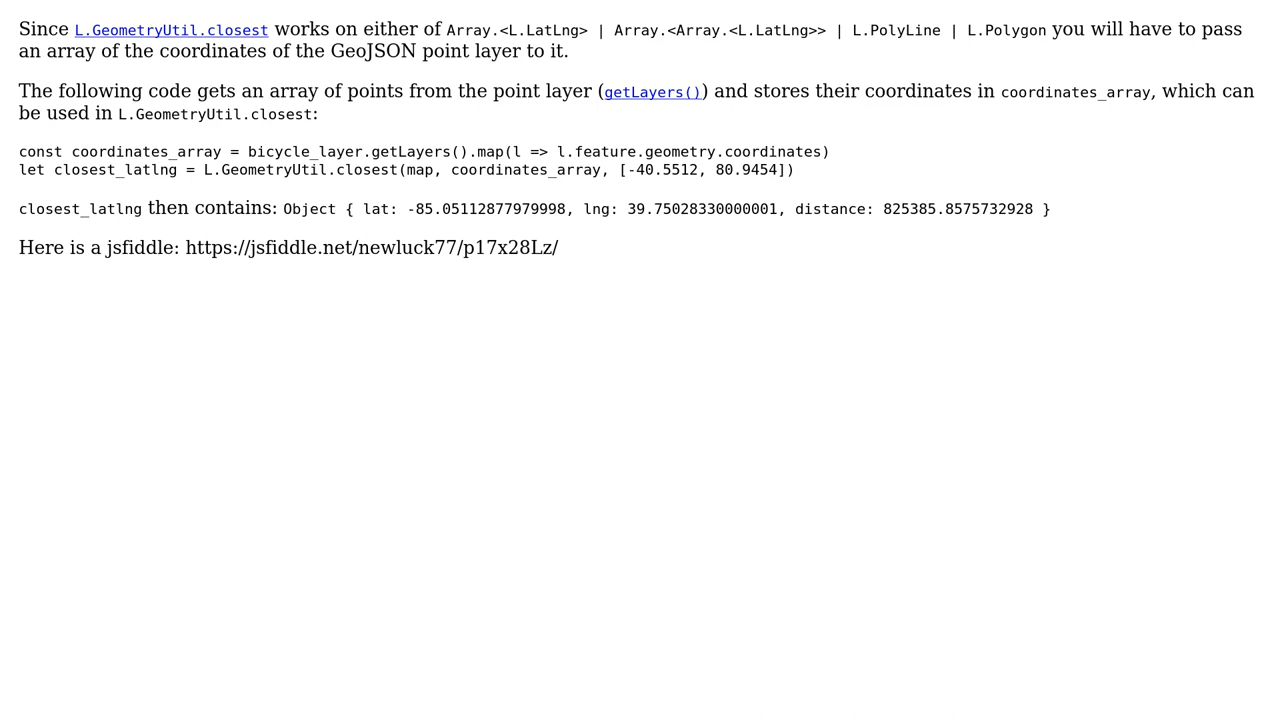 Since L.GeometryUtil.closest works on either of Array.<L.LatLng> | Array.<Array.<L.LatLng>> | L.PolyLine | L.Polygon you will have to pass
an array of the coordinates of the GeoJSON point layer to it.
The following code gets an array of points from the point layer (getLayers()) and stores their coordinates in coordinates_array, which can
be used in L.GeometryUtil.closest:
const coordinates_array = bicycle_layer.getLayers().map(l => l.feature.geometry.coordinates)
let closest_latlng = L.GeometryUtil.closest(map, coordinates_array, [-40.5512, 80.9454])
closest_latlng then contains: Object { lat: -85.05112877979998, lng: 39.75028330000001, distance: 825385.8575732928 }
Here is a jsfiddle: https://jsfiddle.net/newluck77/p17x28Lz/